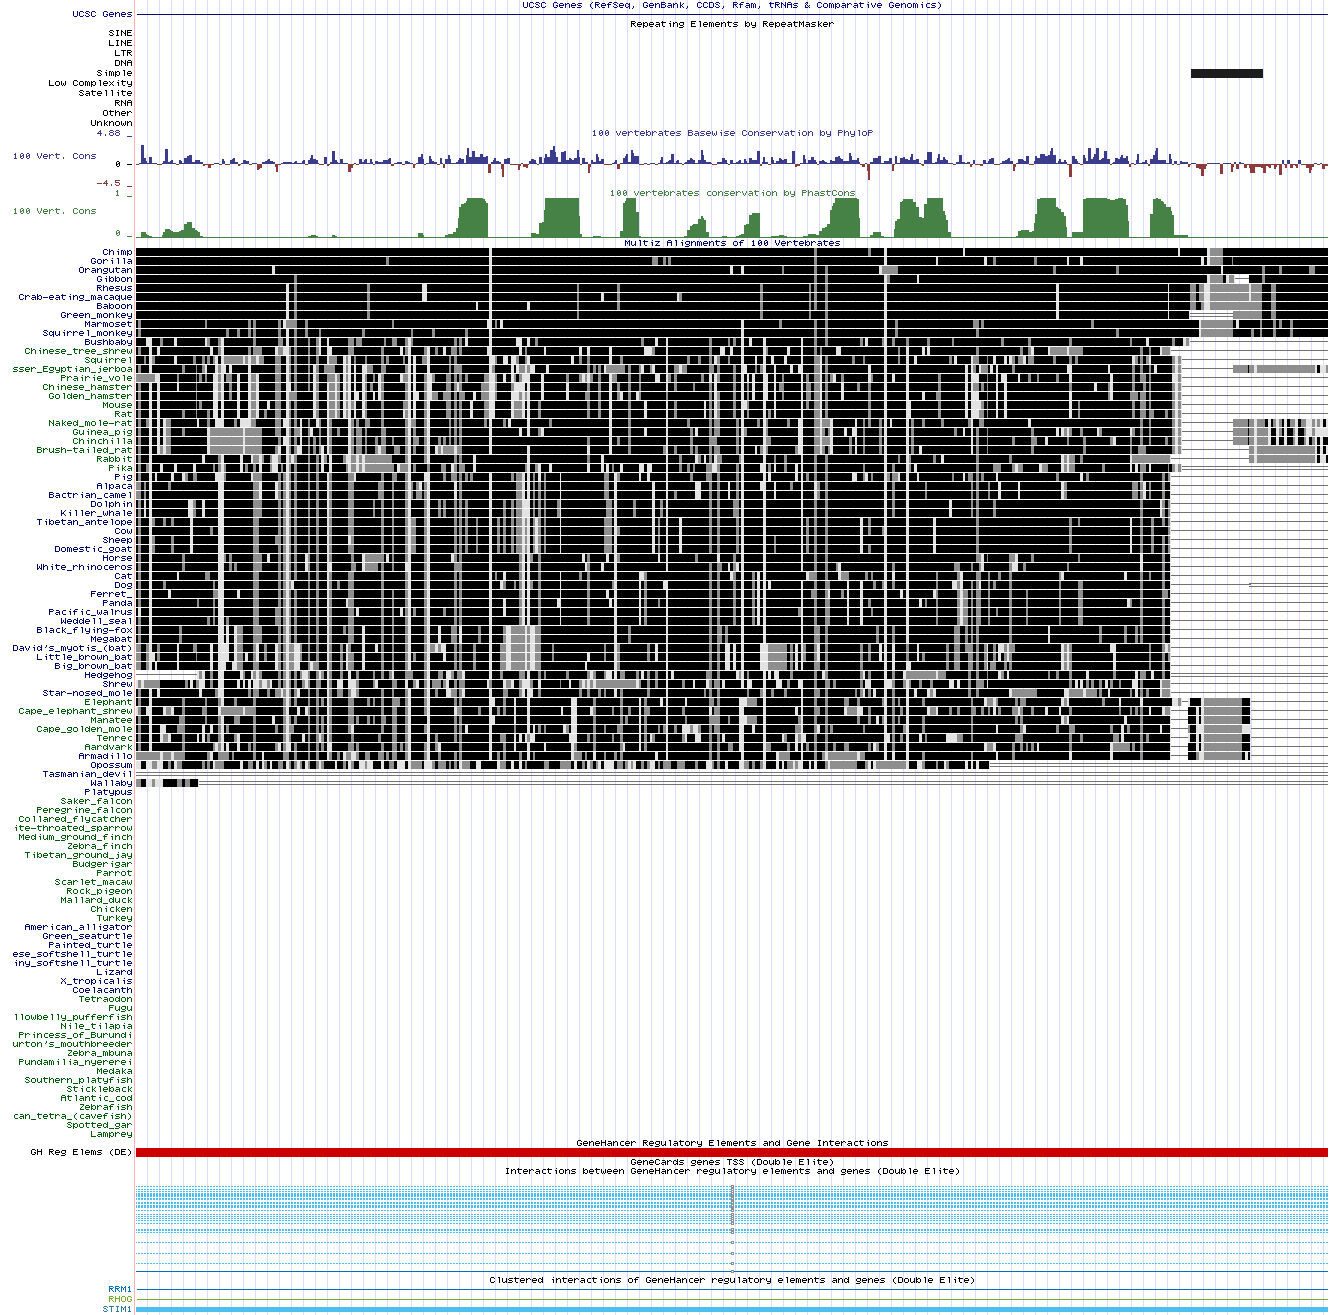 UCSC Genes (RefSeq, GenBank, CCDS, Rfam, tRNAs & Comparative Genomics)
UCSC Genes
Repeating Elements by RepeatMasker
SINE
LINE
LTR
DNA
Simple
Low Complexity
Satellite
RNA
Other
Unknown
4.88 _
100 vertebrates Basewise Conservation by PhyloP
100 Vert. Cons
0 _
-4.5 _
1 _
100 vertebrates conservation by PhastCons
100 Vert. Cons
0 _
Multiz Alignments of 100 Vertebrates
Chimp
Gorilla
Orangutan
Gibbon
Rhesus
Crab-eating_macaque
Baboon
Green_monkey
Marmoset
Squirrel_monkey
Bushbaby
Chinese_tree_shrew
Squirrel
sser_Egyptian_jerboa
Prairie_vole
Chinese_hamster
Golden_hamster
Mouse
Rat
Naked_mole-rat
Guinea_pig
Chinchilla
Brush-tailed_rat
Rabbit
Pika
Pig
Alpaca
Bactrian_camel
Dolphin
Killer_whale
Tibetan_antelope
Cow
Sheep
Domestic_goat
Horse
White_rhinoceros
Cat
Dog
Ferret_
Panda
Pacific_walrus
Weddell_seal
Black_flying-fox
Megabat
David's_myotis_(bat)
Little_brown_bat
Big_brown_bat
Hedgehog
Shrew
Star-nosed_mole
Elephant
Cape_elephant_shrew
Manatee
Cape_golden_mole
Tenrec
Aardvark
Armadillo
Opossum
Tasmanian_devil
Wallaby
Platypus
Saker_falcon
Peregrine_falcon
Collared_flycatcher
ite-throated_sparrow
Medium_ground_finch
Zebra_finch
Tibetan_ground_jay
Budgerigar
Parrot
Scarlet_macaw
Rock_pigeon
Mallard_duck
Chicken
Turkey
American_alligator
Green_seaturtle
Painted_turtle
ese_softshell_turtle
iny_softshell_turtle
Lizard
X_tropicalis
Coelacanth
Tetraodon
Fugu
llowbelly_pufferfish
Nile_tilapia
Princess_of_Burundi
urton's_mouthbreeder
Zebra_mbuna
Pundamilia_nyererei
Medaka
Southern_platyfish
Stickleback
Atlantic_cod
Zebrafish
can_tetra_(cavefish)
Spotted_gar
Lamprey
GeneHancer Regulatory Elements and Gene Interactions
GH Reg Elems (DE)
GeneCards genes TSS (Double Elite)
Interactions between GeneHancer regulatory elements and genes (Double Elite)
Clustered interactions of GeneHancer regulatory elements and genes (Double Elite)
RRM1
RHOG
STIM1